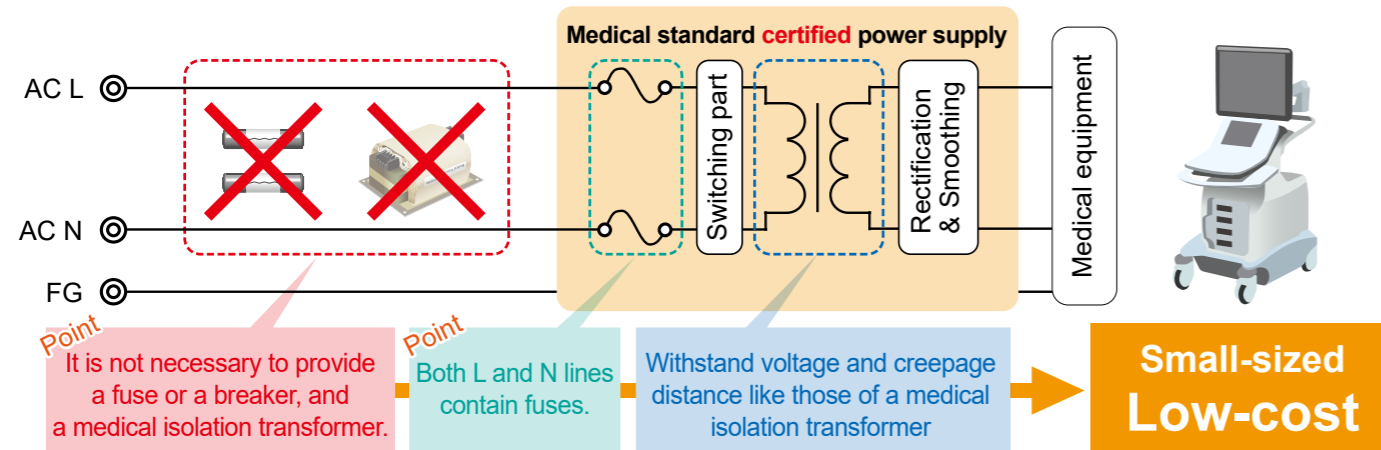 Medical standard certified power supply
AC L
AC N
FG
Switching part
Rectification
& Smoothing
Medical equipment
Point
It is not necessary to provide
a fuse or a breaker, and
a medical isolation transformer.
Point
Both L and N lines
contain fuses.
Withstand voltage and creepage
distance like those of a medical
isolation transformer
Small-sized
Low-cost